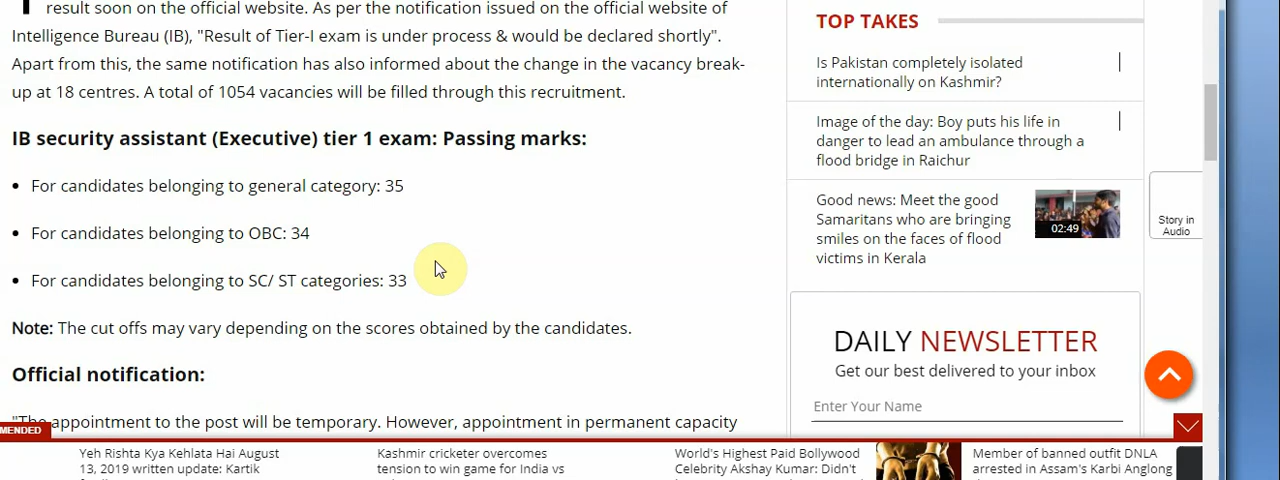 result soon on the official website. As per the notification issued on the official website of
Intelligence Bureau (IB), "Result of Tier-I exam is under process & would be declared shortly".
Apart from this, the same notification has also informed about the change in the vacancy break-
up at 18 centres. A total of 1054 vacancies will be filled through this recruitment.
IB security assistant (Executive) tier 1 exam: Passing marks:
• For candidates belonging to general category: 35
• For candidates belonging to OBC: 34
• For candidates belonging to SC/ ST categories: 33
Note: The cut offs may vary depending on the scores obtained by the candidates.
Official notification:
"The appointment to the post will be temporary. However, appointment in permanent capacity
TOP TAKES
Is Pakistan completely isolated
internationally on Kashmir?
Image of the day: Boy puts his life in
danger to lead an ambulance through a
flood bridge in Raichur
Good news: Meet the good
Samaritans who are bringing
smiles on the faces of flood
victims in Kerala
02:49
Story in
Audio
DAILY NEWSLETTER
Get our best delivered to your inbox
Enter Your Name
MENDED
Yeh Rishta Kya Kehlata Hai August
13, 2019 written update: Kartik
Kashmir cricketer overcomes
tension to win game for India vs
World's Highest Paid Bollywood
Celebrity Akshay Kumar: Didn't
Member of banned outfit DNLA
arrested in Assam's Karbi Anglong